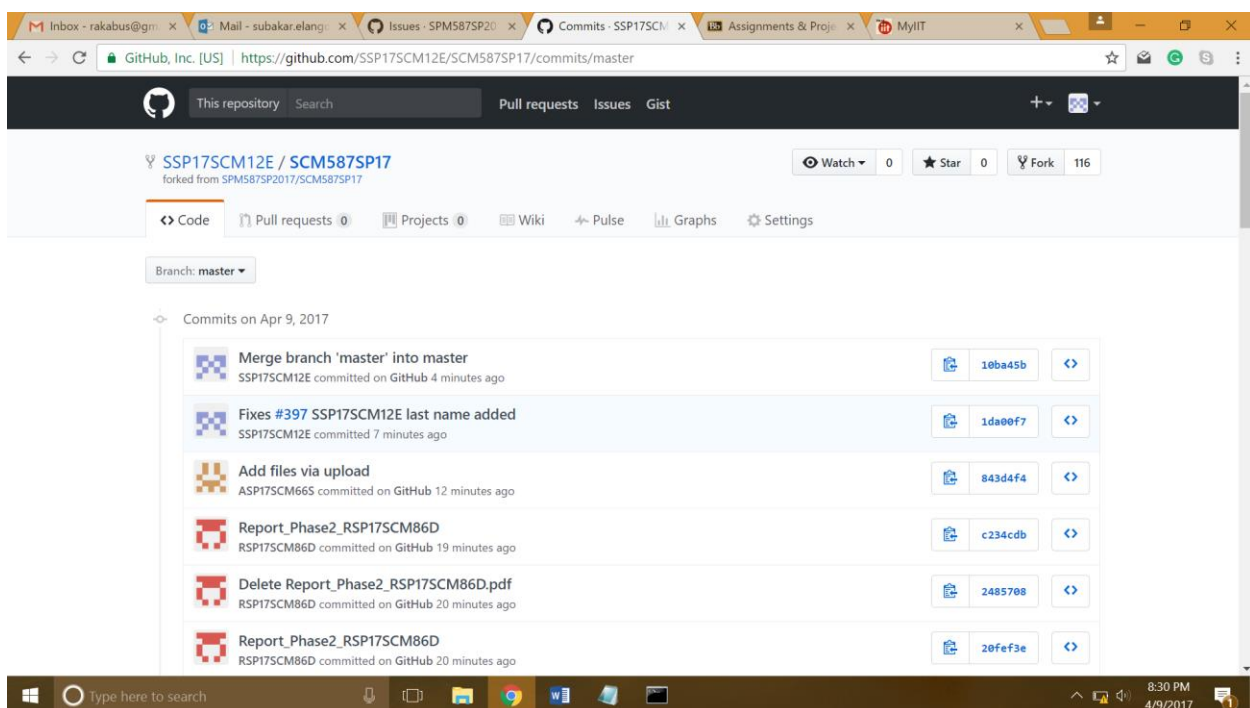 Inbox - rakabus@gm
Mail - subakar.elango
Issues · SPM587SP20
Commits · SSP17SCM
Assignments & Proje
MyIIT
GitHub, Inc. [US] https://github.com/SSP17SCM12E/SCM587SP17/commits/master
This repository Search Pull requests Issues Gist
SSP17SCM12E / SCM587SP17
Watch 0 Star 0 Fork 116
forked from SPM587SP2017/SCM587SP17
Code Pull requests 0 Projects 0 Wiki Pulse Graphs Settings
Branch: master
Commits on Apr 9, 2017
Merge branch 'master' into master
SSP17SCM12E committed on GitHub 4 minutes ago
10ba45b
Fixes #397 SSP17SCM12E last name added
SSP17SCM12E committed 7 minutes ago
1da00f7
Add files via upload
ASP17SCM66S committed on GitHub 12 minutes ago
843d4f4
Report_Phase2_RSP17SCM86D
RSP17SCM86D committed on GitHub 19 minutes ago
c234cdb
Delete Report_Phase2_RSP17SCM86D.pdf
RSP17SCM86D committed on GitHub 20 minutes ago
2485708
Report_Phase2_RSP17SCM86D
RSP17SCM86D committed on GitHub 20 minutes ago
20fef3e
Type here to search
8:30 PM
4/9/2017